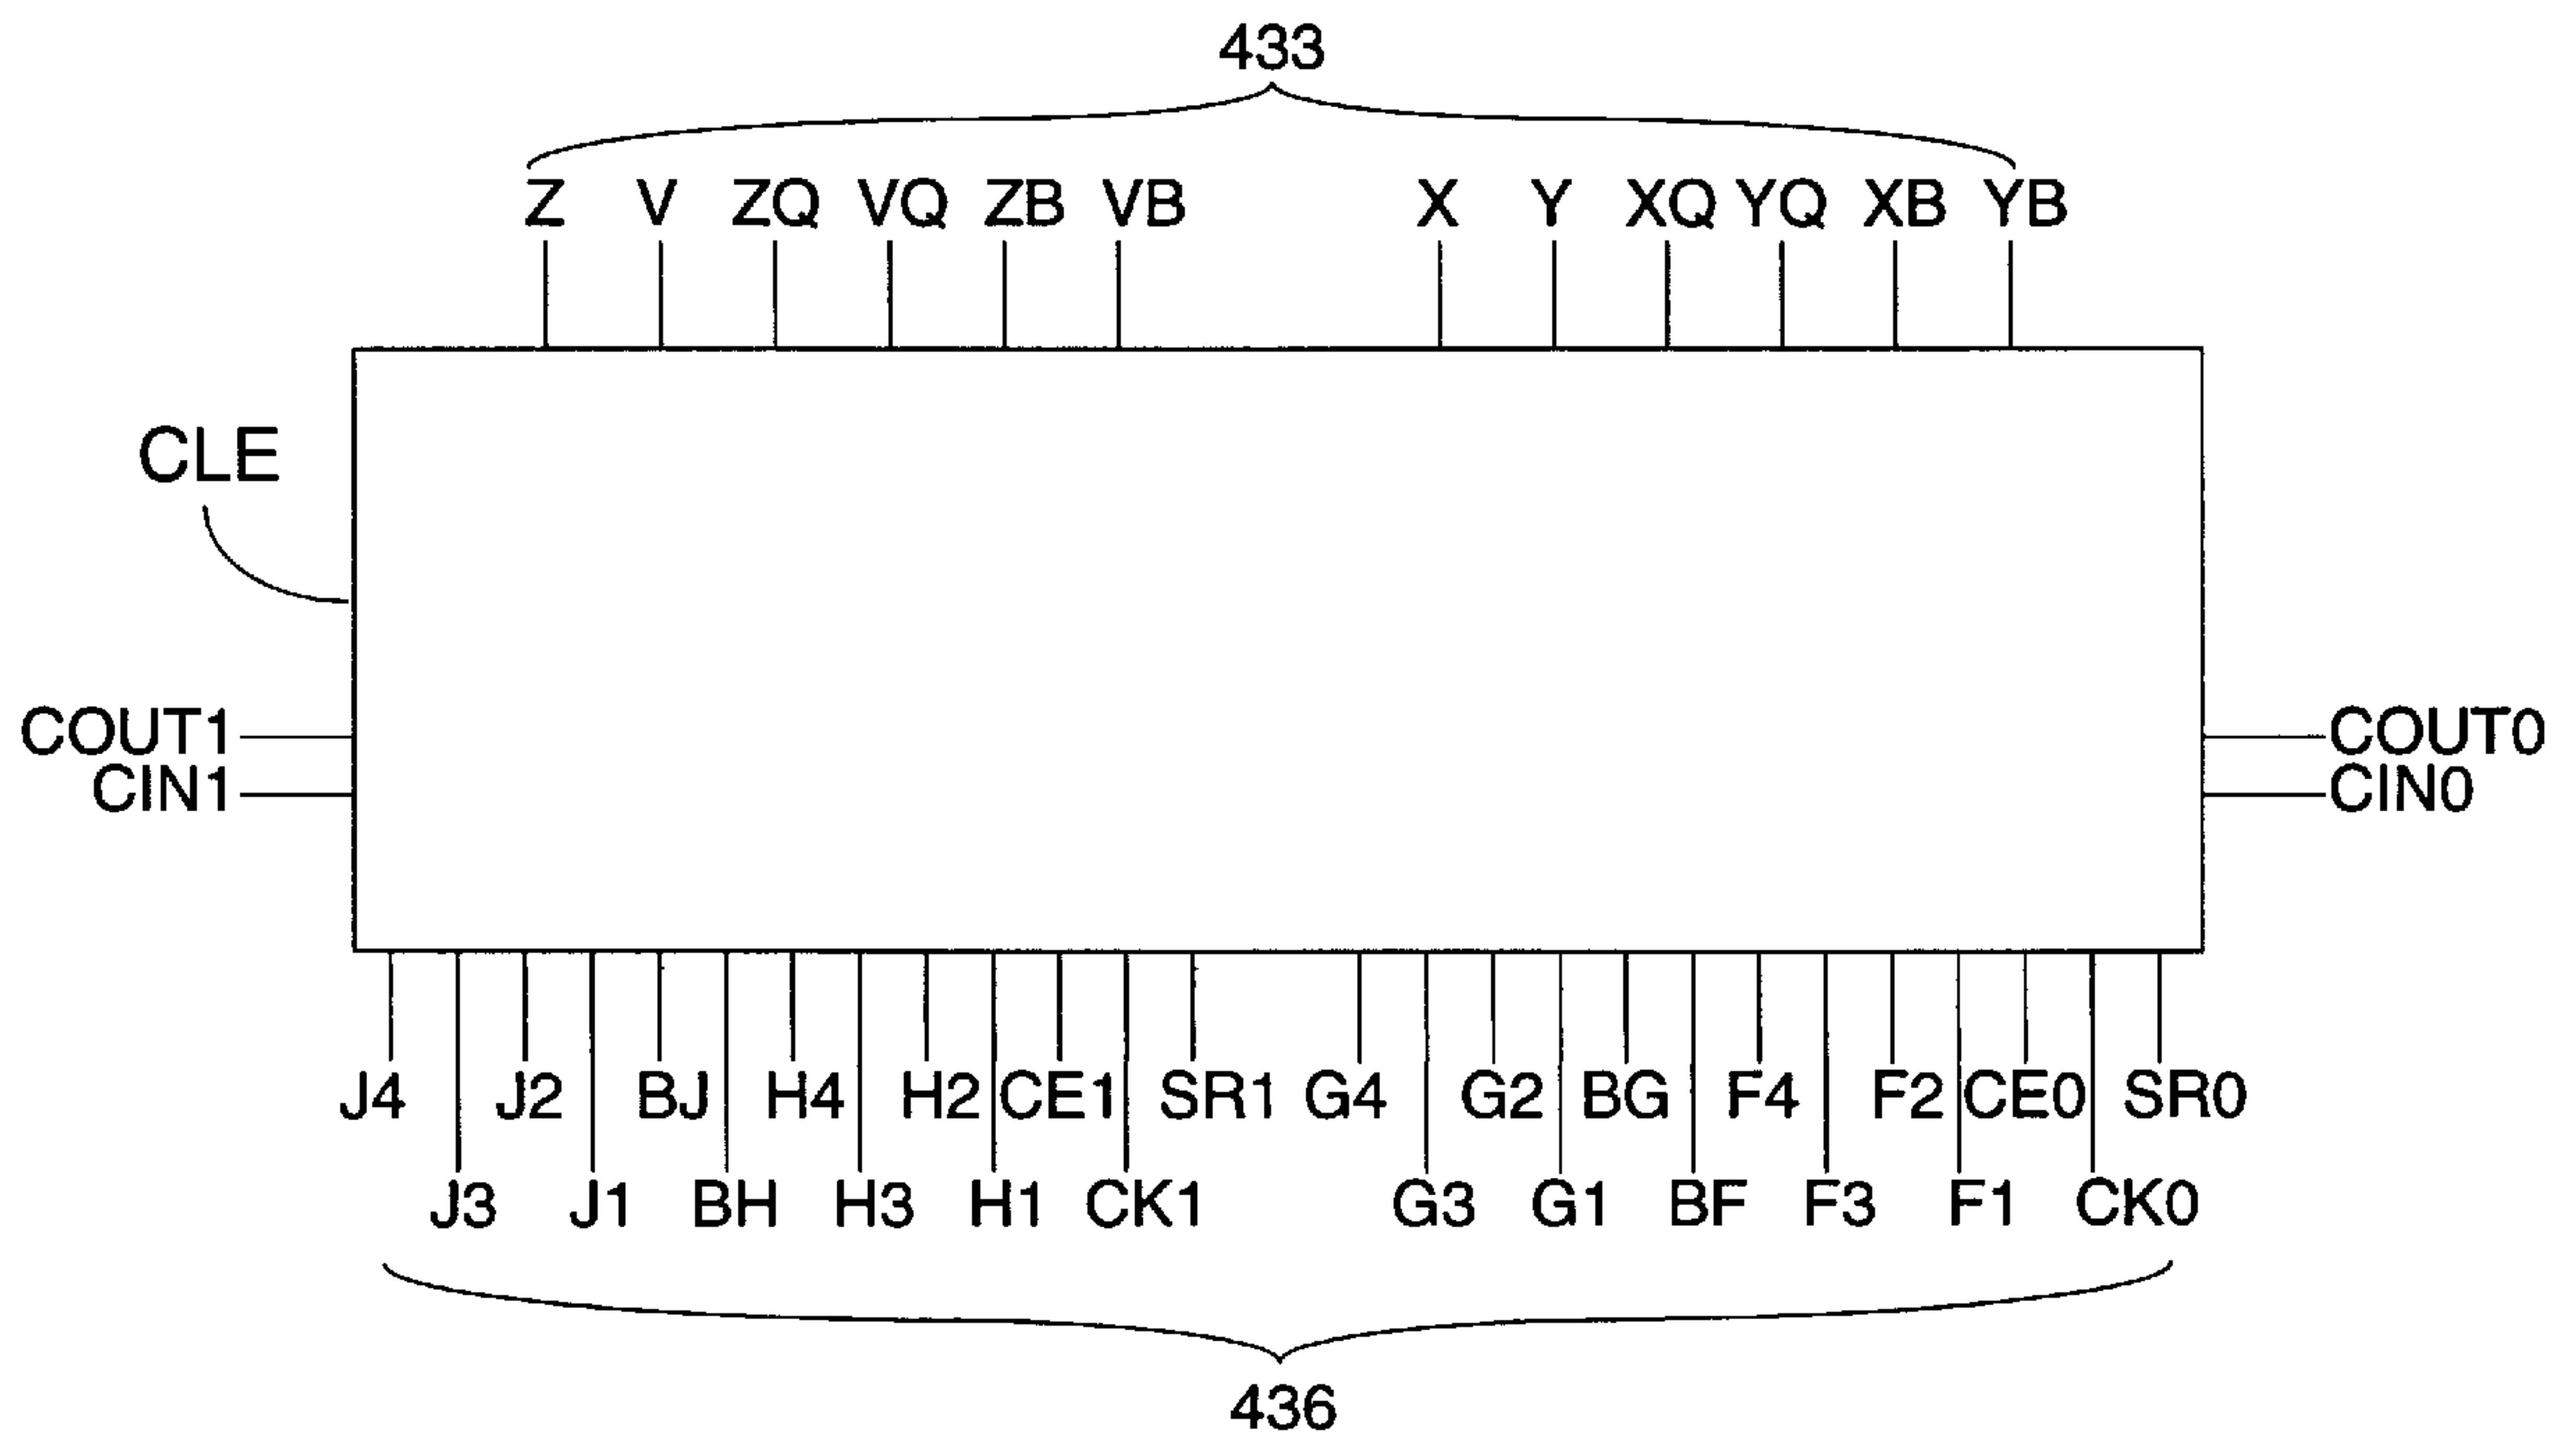 433
Z V ZQ VQ ZB VB X Y XQ YQ XB YB
CLE
COUT1 COUT0
CIN1 CIN0
J4 J2 BJ H4 H2 CE1 SR1 G4 G2 BG F4 F2 CE0 SR0
J3 J1 BH H3 H1 CK1 G3 G1 BF F3 F1 CK0
436